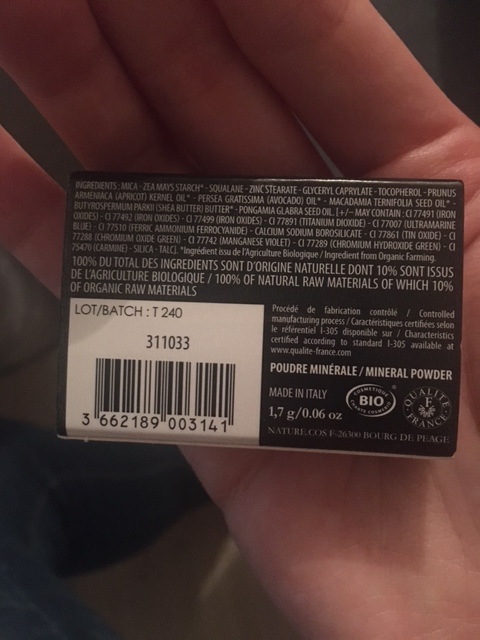 INGREDIENTS : MICA - ZEA MAYS STARCH* - SQUALANE - ZINC STEARATE - GLYCERYL CAPRYLATE - TOCOPHEROL - PRUNUS
ARMENIACA (APRICOT) KERNEL OIL* - PERSEA GRATISSIMA (AVOCADO) OIL* - MACADAMIA TERNIFOLIA SEED OIL* -
BUTYROSPERMUM PARKII (SHEA BUTTER) BUTTER* - PONGAMIA GLABRA SEED OIL. [+/- MAY CONTAIN : CI 77491 (IRON
OXIDES) - CI 77492 (IRON OXIDES) - CI 77499 (IRON OXIDES) - CI 77891 (TITANIUM DIOXIDE) - CI 77007 (ULTRAMARINE
BLUE) - CI 77510 (FERRIC AMMONIUM FERROCYANIDE) - CALCIUM SODIUM BOROSILICATE - CI 77861 (TIN OXIDE) - CI
77288 (CHROMIUM OXIDE GREEN) - CI 77742 (MANGANESE VIOLET) - CI 77289 (CHROMIUM HYDROXIDE GREEN) - CI
75470 (CARMINE) - SILICA - TALC]. *Ingrédient issu de l'Agriculture Biologique / Ingredient from Organic Farming.
100% DU TOTAL DES INGREDIENTS SONT D'ORIGINE NATURELLE DONT 10% SONT ISSUS
DE L'AGRICULTURE BIOLOGIQUE / 100% OF NATURAL RAW MATERIALS OF WHICH 10%
OF ORGANIC RAW MATERIALS
LOT/BATCH : T 240
311033
3 662189 003141
Procédé de fabrication contrôlé / Controlled
manufacturing process / Caractéristiques certifiées selon
le référentiel I-305 disponible sur / Characteristics
certified according to standard I-305 available at
www.qualite-france.com
POUDRE MINÉRALE / MINERAL POWDER
MADE IN ITALY
1,7 g/0.06 oz
COSMETIQUE
BIO
CHARTE COSMEBIO
QUALITÉ
F
FRANCE
NATURE COS F-26300 BOURG DE PEAGE